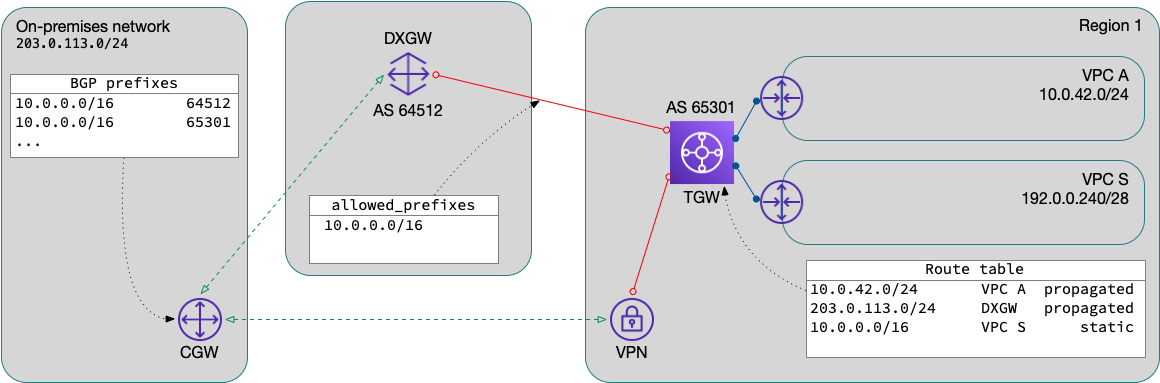 On-premises network
203.0.113.0/24
BGP prefixes
10.0.0.0/16 64512
10.0.0.0/16 65301
...
CGW
DXGW
AS 64512
allowed_prefixes
10.0.0.0/16
Region 1
AS 65301
TGW
VPC A
10.0.42.0/24
VPC S
192.0.0.240/28
VPN
Route table
10.0.42.0/24 VPC A propagated
203.0.113.0/24 DXGW propagated
10.0.0.0/16 VPC S static